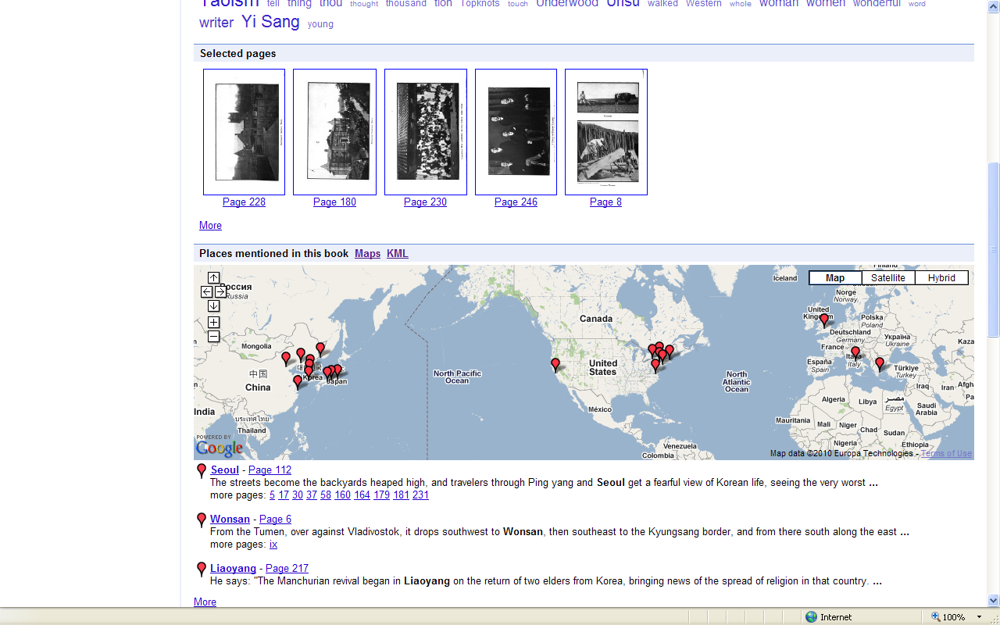 Taoism tell thing thou thought thousand tion Topknots touch Underwood Unsu walked Western whole woman women wonderful word
writer Yi Sang young
Selected pages
Page 228 Page 180 Page 230 Page 246 Page 8
More
Places mentioned in this book Maps KML
Map Satellite Hybrid
Россия
Russia
Mongolia
中国
China
India
Thailand
Korea
Japan
North Pacific
Ocean
Canada
United
States
México
Venezuela
Colombia
North
Atlantic
Ocean
Iceland
Norge
Norway
United
Kingdom
Polska
Poland
Deutschland
Germany
Україна
Ukraine
France
Italia
Italy
España
Spain
Türkiye
Turkey
Kaza
Iraq
Iran
Afgh
Algeria
Libya
مصر
Egypt
Saudi
Arabia
Mauritania
Mali
Niger
Chad
Sudan
Nigeria
Ethiopia
POWERED BY
Google
Map data ©2010 Europa Technologies - Terms of Use
Seoul - Page 112
The streets become the backyards heaped high, and travelers through Ping yang and Seoul get a fearful view of Korean life, seeing the very worst ...
more pages: 5 17 30 37 58 160 164 179 181 231
Wonsan - Page 6
From the Tumen, over against Vladivostok, it drops southwest to Wonsan, then southeast to the Kyungsang border, and from there south along the east ...
more pages: ix
Liaoyang - Page 217
He says: "The Manchurian revival began in Liaoyang on the return of two elders from Korea, bringing news of the spread of religion in that country. ...
More
Internet
100%